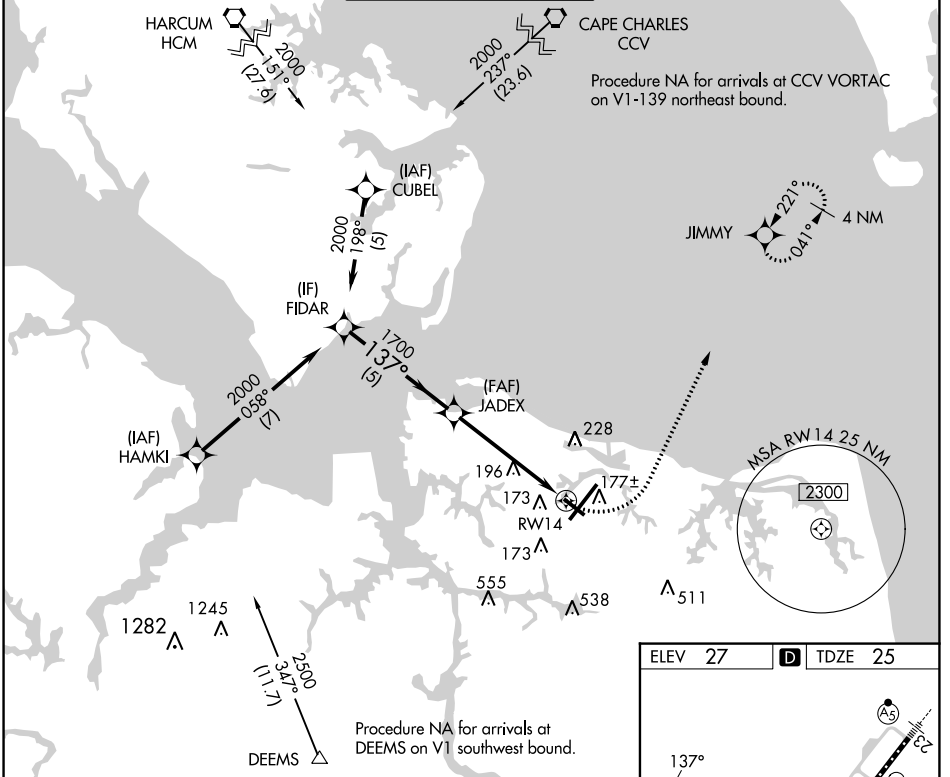 HARCUM
HCM
2000
151°
(27.6)
CAPE CHARLES
CCV
2000
237°
(23.6)
Procedure NA for arrivals at CCV VORTAC
on V1-139 northeast bound.
(IAF)
CUBEL
2000
198°
(5)
JIMMY
221°
041°
4 NM
(IF)
FIDAR
1700
137°
(5)
2000
058°
(7)
(IAF)
HAMKI
(FAF)
JADEX
228
196
173
177±
RW14
173
MSA RW14 25 NM
2300
555
538
511
1282
1245
2500
347°
(11.7)
DEEMS
Procedure NA for arrivals at
DEEMS on V1 southwest bound.
ELEV 27 D TDZE 25
A5
23
137°